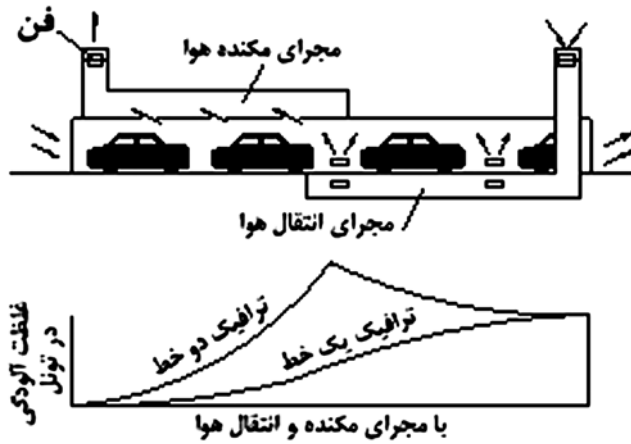 فن
مجرای مکنده هوا
مجرای انتقال هوا
غلظت آلودگی
در تونل
ترافیک دو خط
ترافیک یک خط
با مجرای مکنده و انتقال هوا